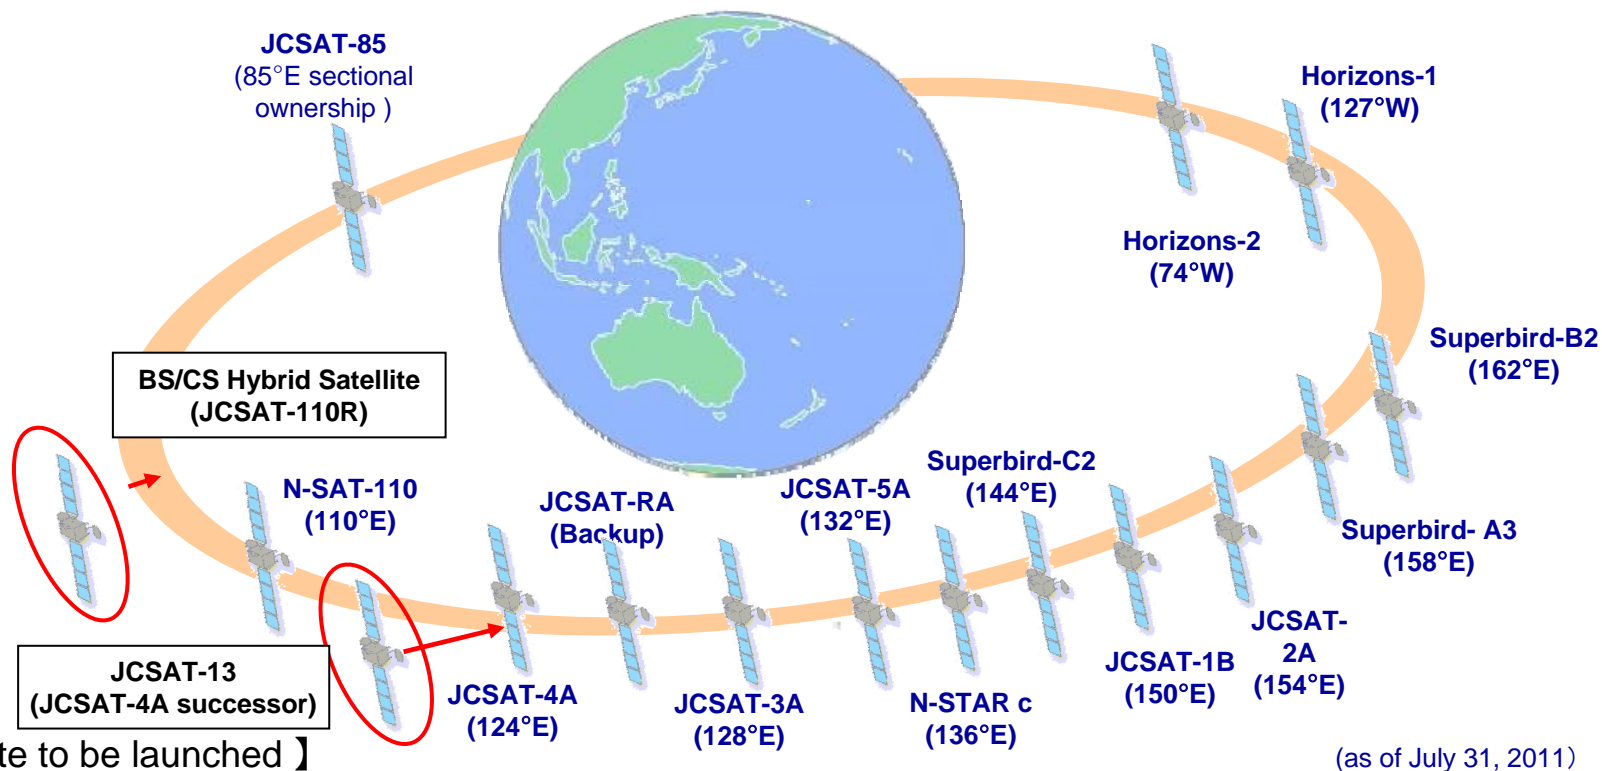 JCSAT-85
(85°E sectional
ownership )
Horizons-1
(127°W)
Horizons-2
(74°W)
Superbird-B2
(162°E)
BS/CS Hybrid Satellite
(JCSAT-110R)
N-SAT-110
(110°E)
JCSAT-RA
(Backup)
JCSAT-5A
(132°E)
Superbird-C2
(144°E)
Superbird- A3
(158°E)
JCSAT-13
(JCSAT-4A successor)
JCSAT-4A
(124°E)
JCSAT-3A
(128°E)
N-STAR c
(136°E)
JCSAT-1B
(150°E)
JCSAT-
2A
(154°E)
te to be launched 】
(as of July 31, 2011）